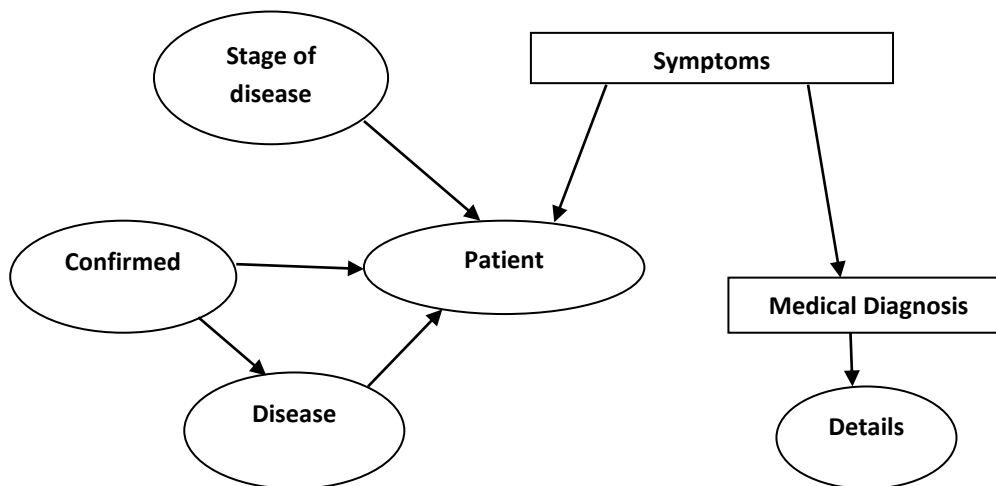 Stage of
disease
Symptoms
Confirmed
Patient
Medical Diagnosis
Disease
Details